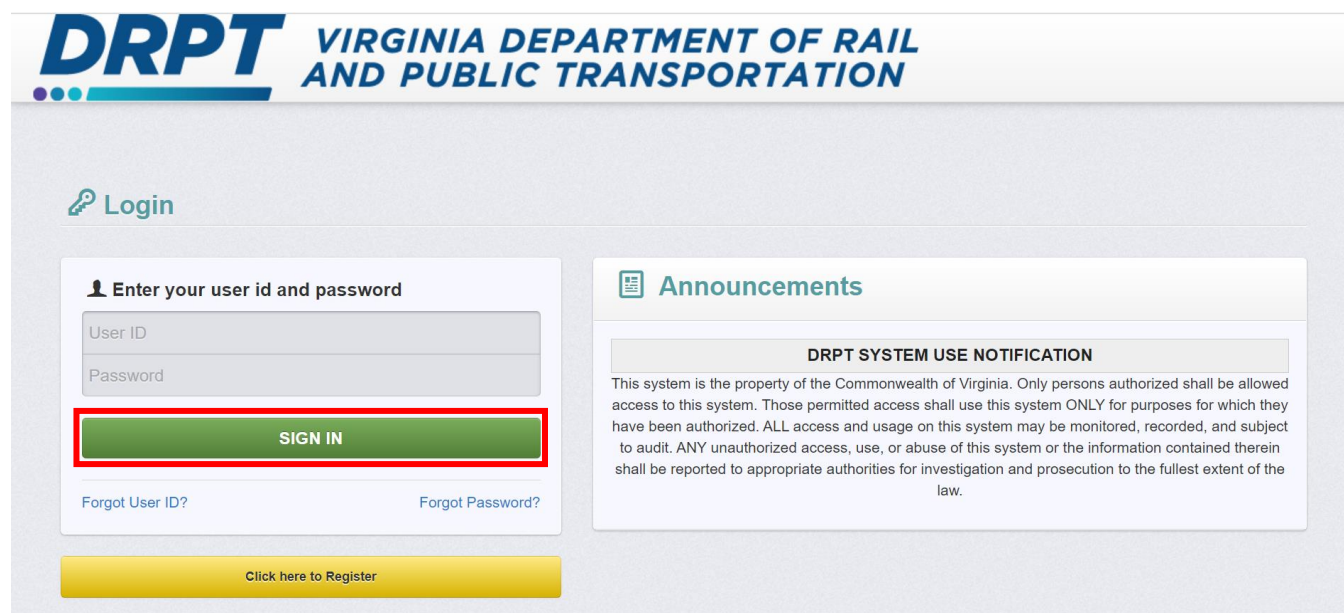 DRPT
VIRGINIA DEPARTMENT OF RAIL
AND PUBLIC TRANSPORTATION
Login
Enter your user id and password
User ID
Password
SIGN IN
Forgot User ID?
Forgot Password?
Click here to Register
Announcements
DRPT SYSTEM USE NOTIFICATION
This system is the property of the Commonwealth of Virginia. Only persons authorized shall be allowed
access to this system. Those permitted access shall use this system ONLY for purposes for which they
have been authorized. ALL access and usage on this system may be monitored, recorded, and subject
to audit. ANY unauthorized access, use, or abuse of this system or the information contained therein
shall be reported to appropriate authorities for investigation and prosecution to the fullest extent of the
law.